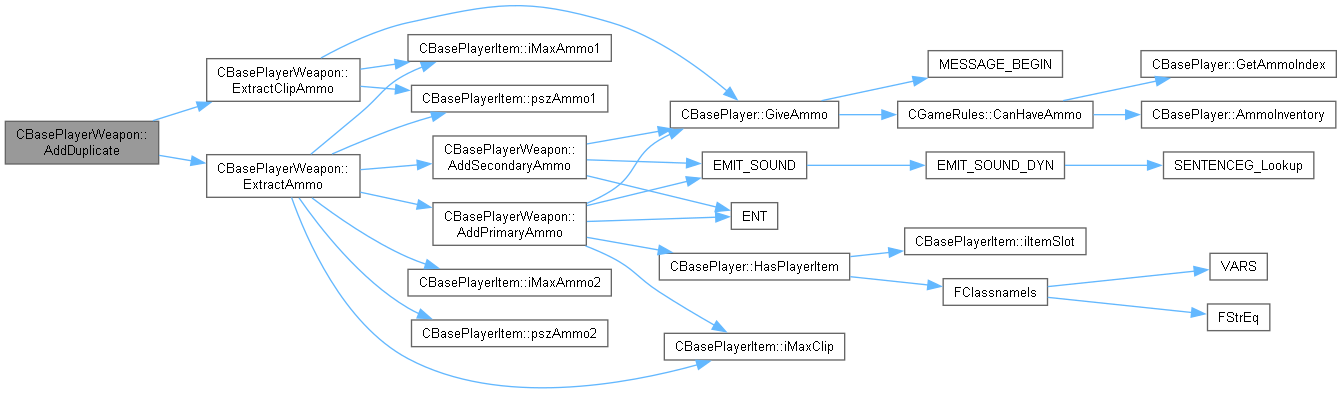 CBasePlayerWeapon::
AddDuplicate
CBasePlayerWeapon::
ExtractClipAmmo
CBasePlayerWeapon::
ExtractAmmo
CBasePlayerItem::iMaxAmmo1
CBasePlayerItem::pszAmmo1
CBasePlayerWeapon::
AddSecondaryAmmo
CBasePlayerWeapon::
AddPrimaryAmmo
CBasePlayerItem::iMaxAmmo2
CBasePlayerItem::pszAmmo2
CBasePlayer::GiveAmmo
EMIT_SOUND
ENT
CBasePlayer::HasPlayerItem
CBasePlayerItem::iMaxClip
MESSAGE_BEGIN
CGameRules::CanHaveAmmo
EMIT_SOUND_DYN
CBasePlayerItem::iItemSlot
FClassnameIs
CBasePlayer::GetAmmoIndex
CBasePlayer::AmmoInventory
SENTENCEG_Lookup
VARS
FStrEq